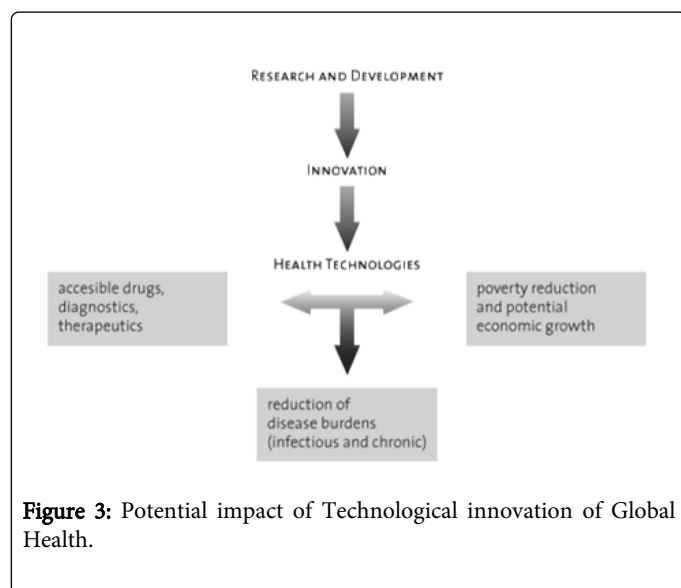 RESEARCH AND DEVELOPMENT
INNOVATION
HEALTH TECHNOLOGIES
accesible drugs,
diagnostics,
therapeutics
poverty reduction
and potential
economic growth
reduction of
disease burdens
(infectious and chronic)
Figure 3: Potential impact of Technological innovation of Global
Health.